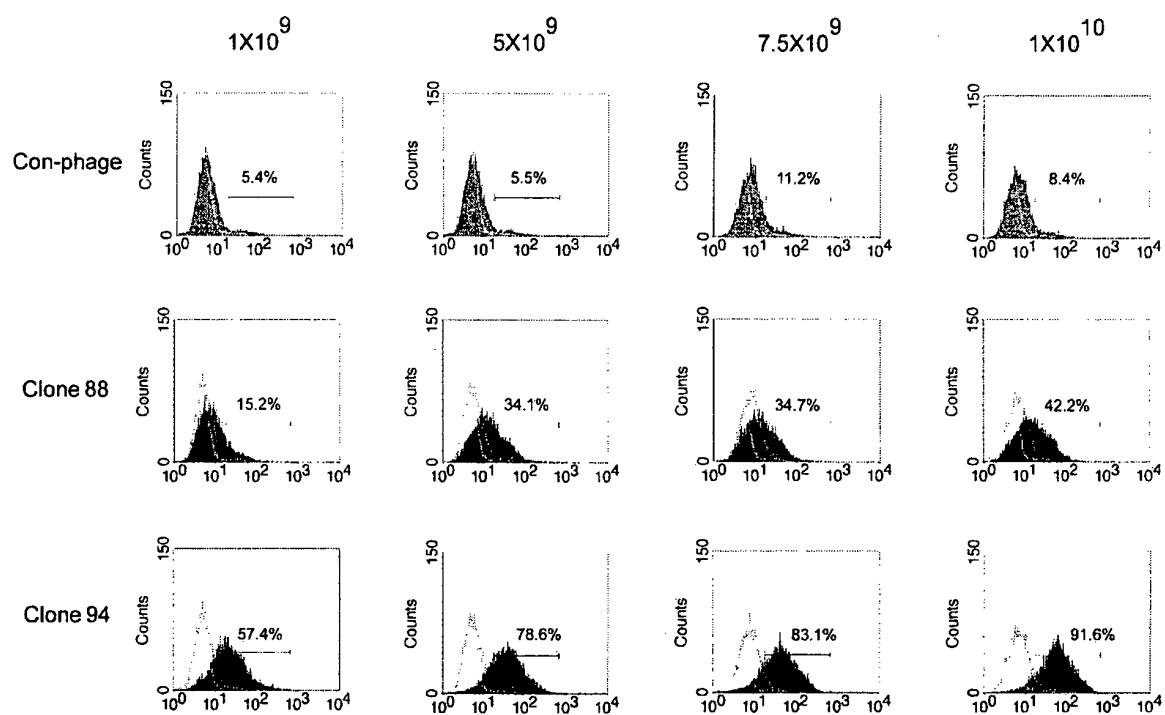 1X10^9 5X10^9 7.5X10^9 1X10^10
Con-phage
150 Counts 0 5.4% 10^0 10^1 10^2 10^3 10^4
150 Counts 0 5.5% 10^0 10^1 10^2 10^3 10^4
150 Counts 0 11.2% 10^0 10^1 10^2 10^3 10^4
150 Counts 0 8.4% 10^0 10^1 10^2 10^3 10^4
Clone 88
150 Counts 0 15.2% 10^0 10^1 10^2 10^3 10^4
150 Counts 0 34.1% 10^0 10^1 10^2 10^3 10^4
150 Counts 0 34.7% 10^0 10^1 10^2 10^3 10^4
150 Counts 0 42.2% 10^0 10^1 10^2 10^3 10^4
Clone 94
150 Counts 0 57.4% 10^0 10^1 10^2 10^3 10^4
150 Counts 0 78.6% 10^0 10^1 10^2 10^3 10^4
150 Counts 0 83.1% 10^0 10^1 10^2 10^3 10^4
150 Counts 0 91.6% 10^0 10^1 10^2 10^3 10^4